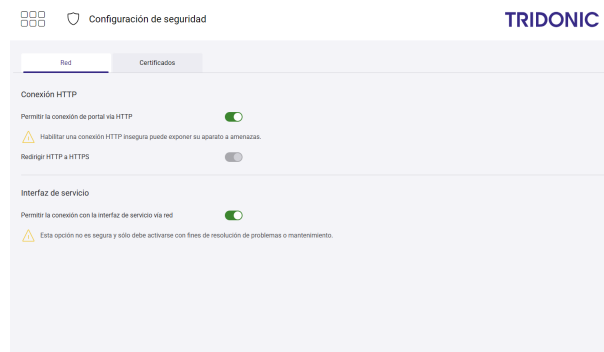 Configuración de seguridad
TRIDONIC
Red
Certificados
Conexión HTTP
Permitir la conexión de portal vía HTTP
Habilitar una conexión HTTP insegura puede exponer su aparato a amenazas.
Redirigir HTTP a HTTPS
Interfaz de servicio
Permitir la conexión con la interfaz de servicio vía red
Esta opción no es segura y sólo debe activarse con fines de resolución de problemas o mantenimiento.